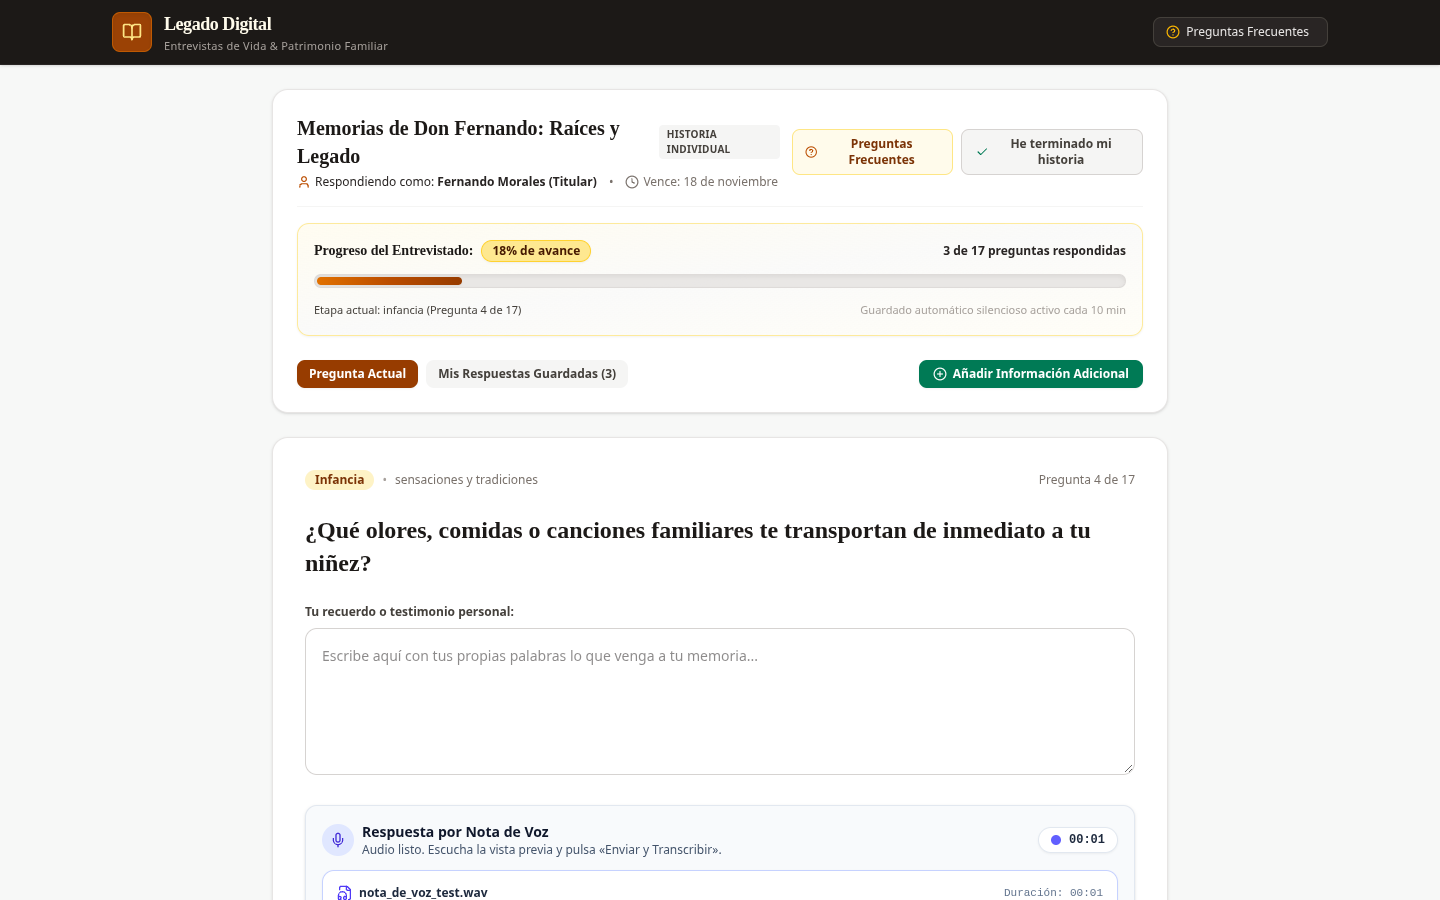 Legado Digital
Entrevistas de Vida & Patrimonio Familiar
Preguntas Frecuentes
Memorias de Don Fernando: Raíces y
Legado
HISTORIA
INDIVIDUAL
Preguntas
Frecuentes
He terminado mi
historia
Respondiendo como: Fernando Morales (Titular) • Vence: 18 de noviembre
Progreso del Entrevistado: 18% de avance
3 de 17 preguntas respondidas
Etapa actual: infancia (Pregunta 4 de 17)
Guardado automático silencioso activo cada 10 min
Pregunta Actual
Mis Respuestas Guardadas (3)
Añadir Información Adicional
Infancia • sensaciones y tradiciones
Pregunta 4 de 17
¿Qué olores, comidas o canciones familiares te transportan de inmediato a tu
niñez?
Tu recuerdo o testimonio personal:
Escribe aquí con tus propias palabras lo que venga a tu memoria...
Respuesta por Nota de Voz
Audio listo. Escucha la vista previa y pulsa «Enviar y Transcribir».
00:01
nota_de_voz_test.wav
Duración: 00:01